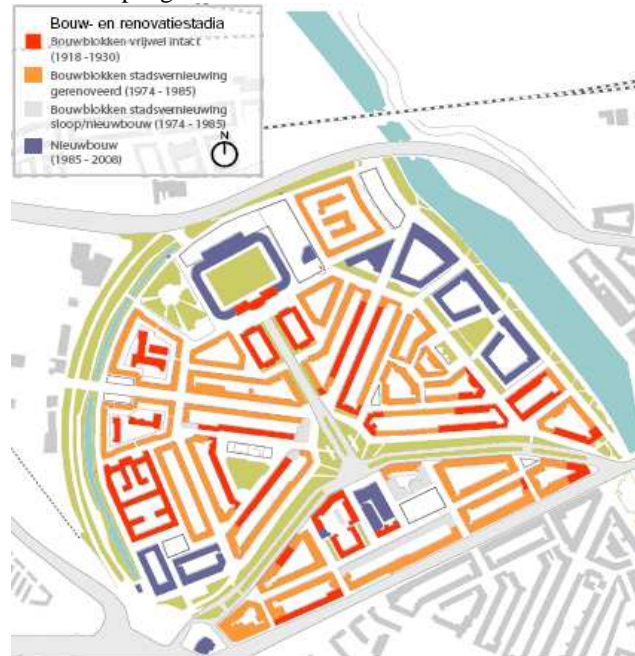 Bouw- en renovatiestadia
Bouwblokken vrijwel intact
(1918 -1930)
Bouwblokken stadsvernieuwing
gerenoveerd (1974 - 1985)
Bouwblokken stadsvernieuwing
sloop/nieuwbouw (1974 - 1985)
Nieuwbouw
(1985 - 2008)
N